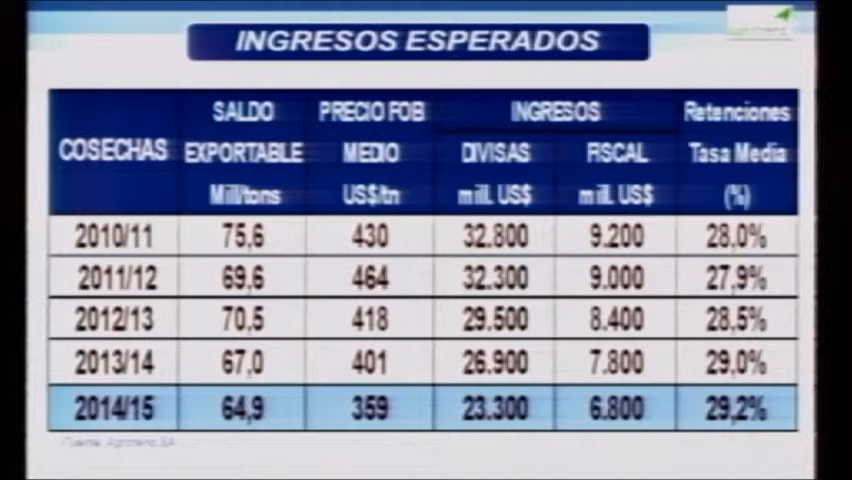 INGRESOS ESPERADOS
COSECHAS SALDO EXPORTABLE Mill/tons PRECIO FOB MEDIO US$/tn INGRESOS DIVISAS mill. US$ FISCAL mill. US$ Retenciones Tasa Media (%)
2010/11 75,6 430 32.800 9.200 28,0%
2011/12 69,6 464 32.300 9.000 27,9%
2012/13 70,5 418 29.500 8.400 28,5%
2013/14 67,0 401 26.900 7.800 29,0%
2014/15 64,9 359 23.300 6.800 29,2%
Fuente: